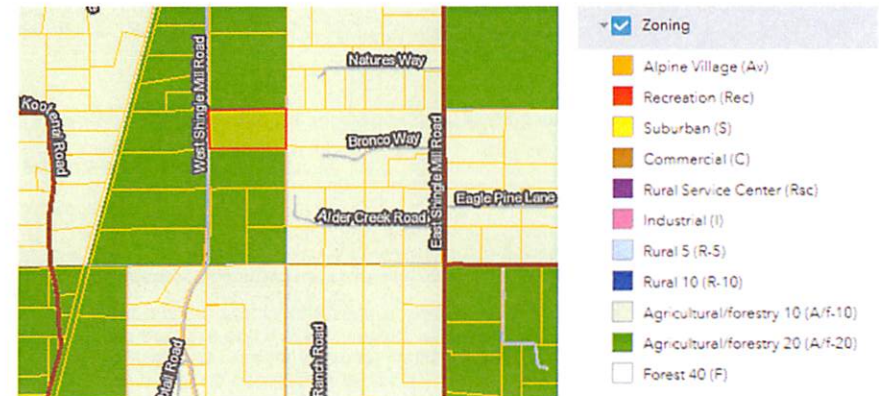 West Shingle Mill Road
Natures Way
Bronco Way
East Shingle Mill Road
Eagle Pine Lane
Alder Creek Road
Ranch Road
Road
Zoning
Alpine Village (Av)
Recreation (Rec)
Suburban (S)
Commercial (C)
Rural Service Center (Rsc)
Industrial (I)
Rural 5 (R-5)
Rural 10 (R-10)
Agricultural/forestry 10 (A/f-10)
Agricultural/forestry 20 (A/f-20)
Forest 40 (F)